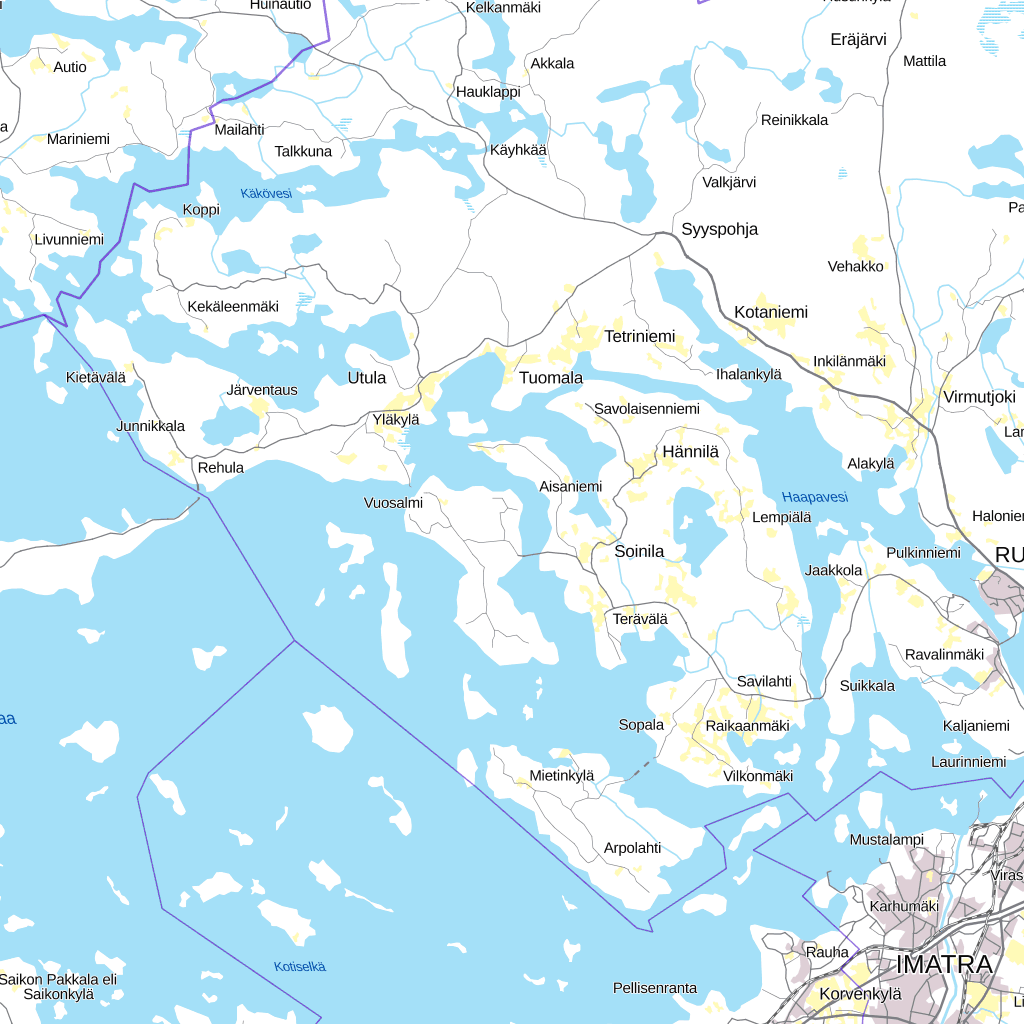 Huinautio
Kelkanmäki
Eräjärvi
Mattila
Autio
Akkala
Hauklappi
Reinikkala
Mailahti
Mariniemi
Talkkuna
Käyhkää
Valkjärvi
Käkövesi
Koppi
Syyspohja
Livunniemi
Vehakko
Kekäleenmäki
Kotaniemi
Tetriniemi
Inkilänmäki
Kietävälä
Utula
Tuomala
Ihalankylä
Järventaus
Virmutjoki
Savolaisenniemi
Junnikkala
Yläkylä
Hännilä
Rehula
Alakylä
Aisaniemi
Haapavesi
Vuosalmi
Lempiälä
Soinila
Pulkinniemi
Jaakkola
Terävälä
Ravalinmäki
Savilahti
Suikkala
Sopala
Raikaanmäki
Kaljaniemi
Laurinniemi
Mietinkylä
Vilkonmäki
Mustalampi
Arpolahti
Karhumäki
Rauha
IMATRA
Kotiselkä
Saikon Pakkala eli
Saikonkylä
Pellisenranta
Korvenkylä